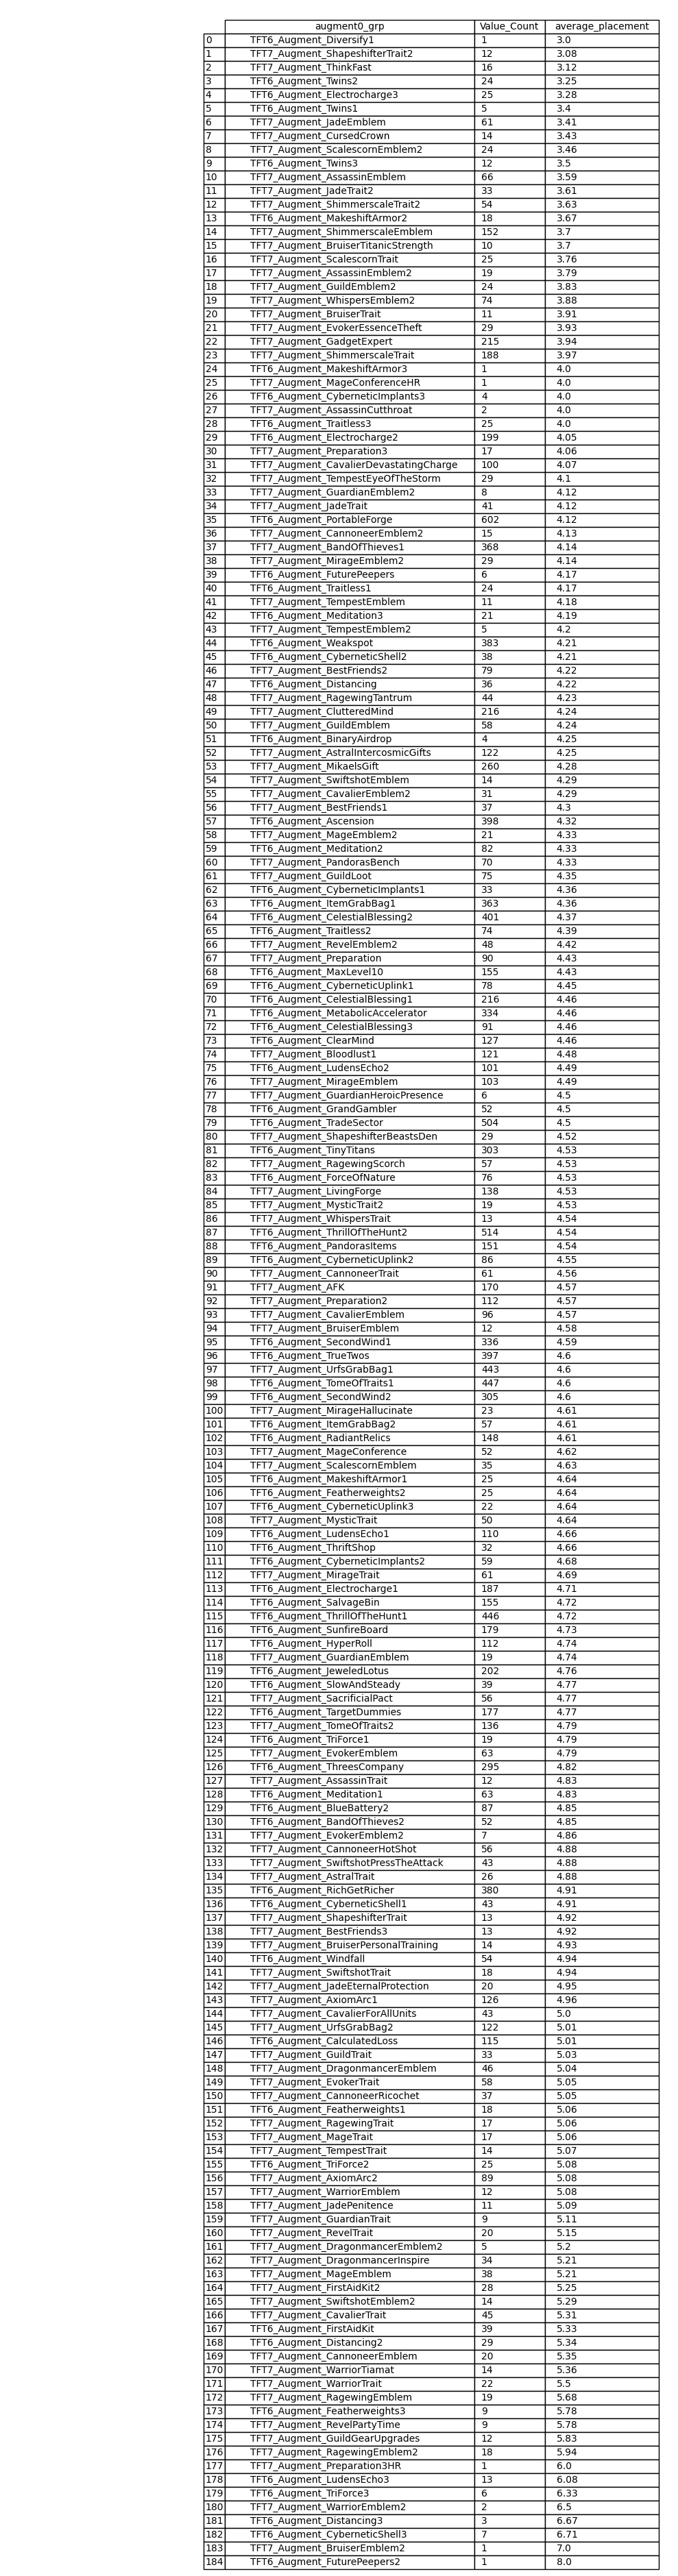 augment0_grp Value_Count average_placement
0 TFT6_Augment_Diversify1 1 3.0
1 TFT7_Augment_ShapeshifterTrait2 12 3.08
2 TFT7_Augment_ThinkFast 16 3.12
3 TFT6_Augment_Twins2 24 3.25
4 TFT6_Augment_Electrocharge3 25 3.28
5 TFT6_Augment_Twins1 5 3.4
6 TFT7_Augment_JadeEmblem 61 3.41
7 TFT7_Augment_CursedCrown 14 3.43
8 TFT7_Augment_ScalescornEmblem2 24 3.46
9 TFT6_Augment_Twins3 12 3.5
10 TFT7_Augment_AssassinEmblem 66 3.59
11 TFT7_Augment_JadeTrait2 33 3.61
12 TFT7_Augment_ShimmerscaleTrait2 54 3.63
13 TFT6_Augment_MakeshiftArmor2 18 3.67
14 TFT7_Augment_ShimmerscaleEmblem 152 3.7
15 TFT7_Augment_BruiserTitanicStrength 10 3.7
16 TFT7_Augment_ScalescornTrait 25 3.76
17 TFT7_Augment_AssassinEmblem2 19 3.79
18 TFT7_Augment_GuildEmblem2 24 3.83
19 TFT7_Augment_WhispersEmblem2 74 3.88
20 TFT7_Augment_BruiserTrait 11 3.91
21 TFT7_Augment_EvokerEssenceTheft 29 3.93
22 TFT7_Augment_GadgetExpert 215 3.94
23 TFT7_Augment_ShimmerscaleTrait 188 3.97
24 TFT6_Augment_MakeshiftArmor3 1 4.0
25 TFT7_Augment_MageConferenceHR 1 4.0
26 TFT6_Augment_CyberneticImplants3 4 4.0
27 TFT7_Augment_AssassinCutthroat 2 4.0
28 TFT6_Augment_Traitless3 25 4.0
29 TFT6_Augment_Electrocharge2 199 4.05
30 TFT7_Augment_Preparation3 17 4.06
31 TFT7_Augment_CavalierDevastatingCharge 100 4.07
32 TFT7_Augment_TempestEyeOfTheStorm 29 4.1
33 TFT7_Augment_GuardianEmblem2 8 4.12
34 TFT7_Augment_JadeTrait 41 4.12
35 TFT6_Augment_PortableForge 602 4.12
36 TFT7_Augment_CannoneerEmblem2 15 4.13
37 TFT7_Augment_BandOfThieves1 368 4.14
38 TFT7_Augment_MirageEmblem2 29 4.14
39 TFT6_Augment_FuturePeepers 6 4.17
40 TFT6_Augment_Traitless1 24 4.17
41 TFT7_Augment_TempestEmblem 11 4.18
42 TFT6_Augment_Meditation3 21 4.19
43 TFT7_Augment_TempestEmblem2 5 4.2
44 TFT6_Augment_Weakspot 383 4.21
45 TFT6_Augment_CyberneticShell2 38 4.21
46 TFT7_Augment_BestFriends2 79 4.22
47 TFT6_Augment_Distancing 36 4.22
48 TFT7_Augment_RagewingTantrum 44 4.23
49 TFT7_Augment_ClutteredMind 216 4.24
50 TFT7_Augment_GuildEmblem 58 4.24
51 TFT6_Augment_BinaryAirdrop 4 4.25
52 TFT7_Augment_AstralIntercosmicGifts 122 4.25
53 TFT7_Augment_MikaelsGift 260 4.28
54 TFT7_Augment_SwiftshotEmblem 14 4.29
55 TFT7_Augment_CavalierEmblem2 31 4.29
56 TFT7_Augment_BestFriends1 37 4.3
57 TFT6_Augment_Ascension 398 4.32
58 TFT7_Augment_MageEmblem2 21 4.33
59 TFT6_Augment_Meditation2 82 4.33
60 TFT7_Augment_PandorasBench 70 4.33
61 TFT7_Augment_GuildLoot 75 4.35
62 TFT6_Augment_CyberneticImplants1 33 4.36
63 TFT6_Augment_ItemGrabBag1 363 4.36
64 TFT6_Augment_CelestialBlessing2 401 4.37
65 TFT6_Augment_Traitless2 74 4.39
66 TFT7_Augment_RevelEmblem2 48 4.42
67 TFT7_Augment_Preparation 90 4.43
68 TFT6_Augment_MaxLevel10 155 4.43
69 TFT6_Augment_CyberneticUplink1 78 4.45
70 TFT6_Augment_CelestialBlessing1 216 4.46
71 TFT6_Augment_MetabolicAccelerator 334 4.46
72 TFT6_Augment_CelestialBlessing3 91 4.46
73 TFT6_Augment_ClearMind 127 4.46
74 TFT7_Augment_Bloodlust1 121 4.48
75 TFT6_Augment_LudensEcho2 101 4.49
76 TFT7_Augment_MirageEmblem 103 4.49
77 TFT7_Augment_GuardianHeroicPresence 6 4.5
78 TFT6_Augment_GrandGambler 52 4.5
79 TFT6_Augment_TradeSector 504 4.5
80 TFT7_Augment_ShapeshifterBeastsDen 29 4.52
81 TFT6_Augment_TinyTitans 303 4.53
82 TFT7_Augment_RagewingScorch 57 4.53
83 TFT6_Augment_ForceOfNature 76 4.53
84 TFT7_Augment_LivingForge 138 4.53
85 TFT7_Augment_MysticTrait2 19 4.53
86 TFT7_Augment_WhispersTrait 13 4.54
87 TFT6_Augment_ThrillOfTheHunt2 514 4.54
88 TFT6_Augment_PandorasItems 151 4.54
89 TFT6_Augment_CyberneticUplink2 86 4.55
90 TFT7_Augment_CannoneerTrait 61 4.56
91 TFT7_Augment_AFK 170 4.57
92 TFT7_Augment_Preparation2 112 4.57
93 TFT7_Augment_CavalierEmblem 96 4.57
94 TFT7_Augment_BruiserEmblem 12 4.58
95 TFT6_Augment_SecondWind1 336 4.59
96 TFT6_Augment_TrueTwos 397 4.6
97 TFT7_Augment_UrfsGrabBag1 443 4.6
98 TFT6_Augment_TomeOfTraits1 447 4.6
99 TFT6_Augment_SecondWind2 305 4.6
100 TFT7_Augment_MirageHallucinate 23 4.61
101 TFT6_Augment_ItemGrabBag2 57 4.61
102 TFT6_Augment_RadiantRelics 148 4.61
103 TFT7_Augment_MageConference 52 4.62
104 TFT7_Augment_ScalescornEmblem 35 4.63
105 TFT6_Augment_MakeshiftArmor1 25 4.64
106 TFT6_Augment_Featherweights2 25 4.64
107 TFT6_Augment_CyberneticUplink3 22 4.64
108 TFT7_Augment_MysticTrait 50 4.64
109 TFT6_Augment_LudensEcho1 110 4.66
110 TFT6_Augment_ThriftShop 32 4.66
111 TFT6_Augment_CyberneticImplants2 59 4.68
112 TFT7_Augment_MirageTrait 61 4.69
113 TFT6_Augment_Electrocharge1 187 4.71
114 TFT6_Augment_SalvageBin 155 4.72
115 TFT6_Augment_ThrillOfTheHunt1 446 4.72
116 TFT6_Augment_SunfireBoard 179 4.73
117 TFT6_Augment_HyperRoll 112 4.74
118 TFT7_Augment_GuardianEmblem 19 4.74
119 TFT6_Augment_JeweledLotus 202 4.76
120 TFT6_Augment_SlowAndSteady 39 4.77
121 TFT7_Augment_SacrificialPact 56 4.77
122 TFT6_Augment_TargetDummies 177 4.77
123 TFT7_Augment_TomeOfTraits2 136 4.79
124 TFT6_Augment_TriForce1 19 4.79
125 TFT7_Augment_EvokerEmblem 63 4.79
126 TFT6_Augment_ThreesCompany 295 4.82
127 TFT7_Augment_AssassinTrait 12 4.83
128 TFT6_Augment_Meditation1 63 4.83
129 TFT6_Augment_BlueBattery2 87 4.85
130 TFT7_Augment_BandOfThieves2 52 4.85
131 TFT7_Augment_EvokerEmblem2 7 4.86
132 TFT7_Augment_CannoneerHotShot 56 4.88
133 TFT7_Augment_SwiftshotPressTheAttack 43 4.88
134 TFT7_Augment_AstralTrait 26 4.88
135 TFT6_Augment_RichGetRicher 380 4.91
136 TFT6_Augment_CyberneticShell1 43 4.91
137 TFT7_Augment_ShapeshifterTrait 13 4.92
138 TFT7_Augment_BestFriends3 13 4.92
139 TFT7_Augment_BruiserPersonalTraining 14 4.93
140 TFT6_Augment_Windfall 54 4.94
141 TFT7_Augment_SwiftshotTrait 18 4.94
142 TFT7_Augment_JadeEternalProtection 20 4.95
143 TFT7_Augment_AxiomArc1 126 4.96
144 TFT7_Augment_CavalierForAllUnits 43 5.0
145 TFT7_Augment_UrfsGrabBag2 122 5.01
146 TFT6_Augment_CalculatedLoss 115 5.01
147 TFT7_Augment_GuildTrait 33 5.03
148 TFT7_Augment_DragonmancerEmblem 46 5.04
149 TFT7_Augment_EvokerTrait 58 5.05
150 TFT7_Augment_CannoneerRicochet 37 5.05
151 TFT6_Augment_Featherweights1 18 5.06
152 TFT7_Augment_RagewingTrait 17 5.06
153 TFT7_Augment_MageTrait 17 5.06
154 TFT7_Augment_TempestTrait 14 5.07
155 TFT6_Augment_TriForce2 25 5.08
156 TFT7_Augment_AxiomArc2 89 5.08
157 TFT7_Augment_WarriorEmblem 12 5.08
158 TFT7_Augment_JadePenitence 11 5.09
159 TFT7_Augment_GuardianTrait 9 5.11
160 TFT7_Augment_RevelTrait 20 5.15
161 TFT7_Augment_DragonmancerEmblem2 5 5.2
162 TFT7_Augment_DragonmancerInspire 34 5.21
163 TFT7_Augment_MageEmblem 38 5.21
164 TFT7_Augment_FirstAidKit2 28 5.25
165 TFT7_Augment_SwiftshotEmblem2 14 5.29
166 TFT7_Augment_CavalierTrait 45 5.31
167 TFT6_Augment_FirstAidKit 39 5.33
168 TFT6_Augment_Distancing2 29 5.34
169 TFT7_Augment_CannoneerEmblem 20 5.35
170 TFT7_Augment_WarriorTiamat 14 5.36
171 TFT7_Augment_WarriorTrait 22 5.5
172 TFT7_Augment_RagewingEmblem 19 5.68
173 TFT6_Augment_Featherweights3 9 5.78
174 TFT7_Augment_RevelPartyTime 9 5.78
175 TFT7_Augment_GuildGearUpgrades 12 5.83
176 TFT7_Augment_RagewingEmblem2 18 5.94
177 TFT7_Augment_Preparation3HR 1 6.0
178 TFT6_Augment_LudensEcho3 13 6.08
179 TFT6_Augment_TriForce3 6 6.33
180 TFT7_Augment_WarriorEmblem2 2 6.5
181 TFT6_Augment_Distancing3 3 6.67
182 TFT6_Augment_CyberneticShell3 7 6.71
183 TFT7_Augment_BruiserEmblem2 1 7.0
184 TFT6_Augment_FuturePeepers2 1 8.0